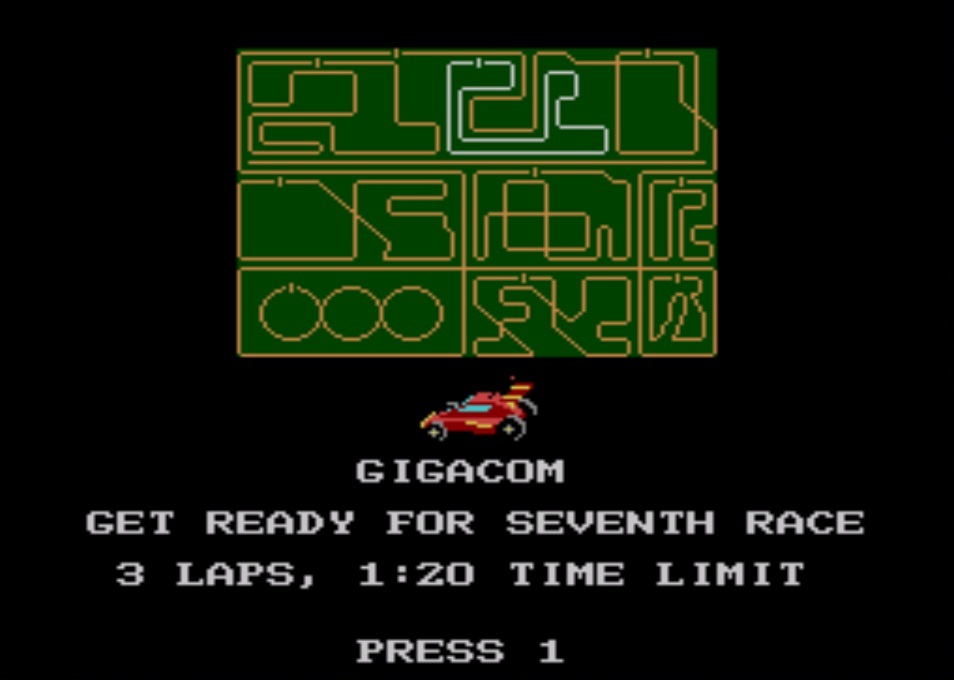 GIGACOM
GET READY FOR SEVENTH RACE
3 LAPS, 1:20 TIME LIMIT
PRESS 1